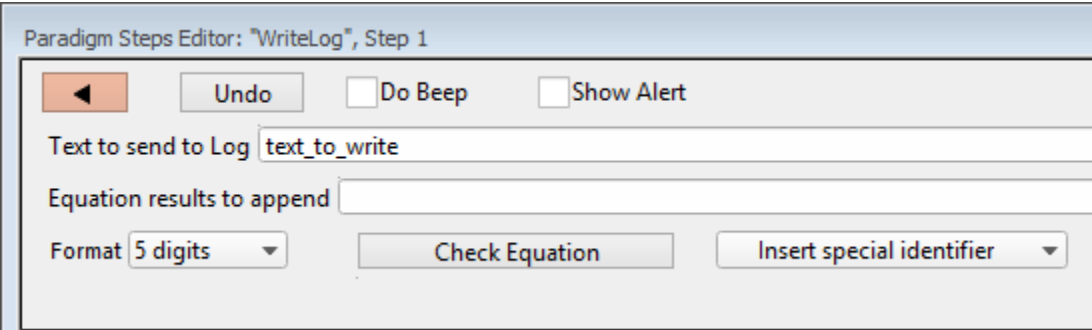 Paradigm Steps Editor: "WriteLog", Step 1
Undo Do Beep Show Alert
Text to send to Log text_to_write
Equation results to append
Format 5 digits Check Equation Insert special identifier